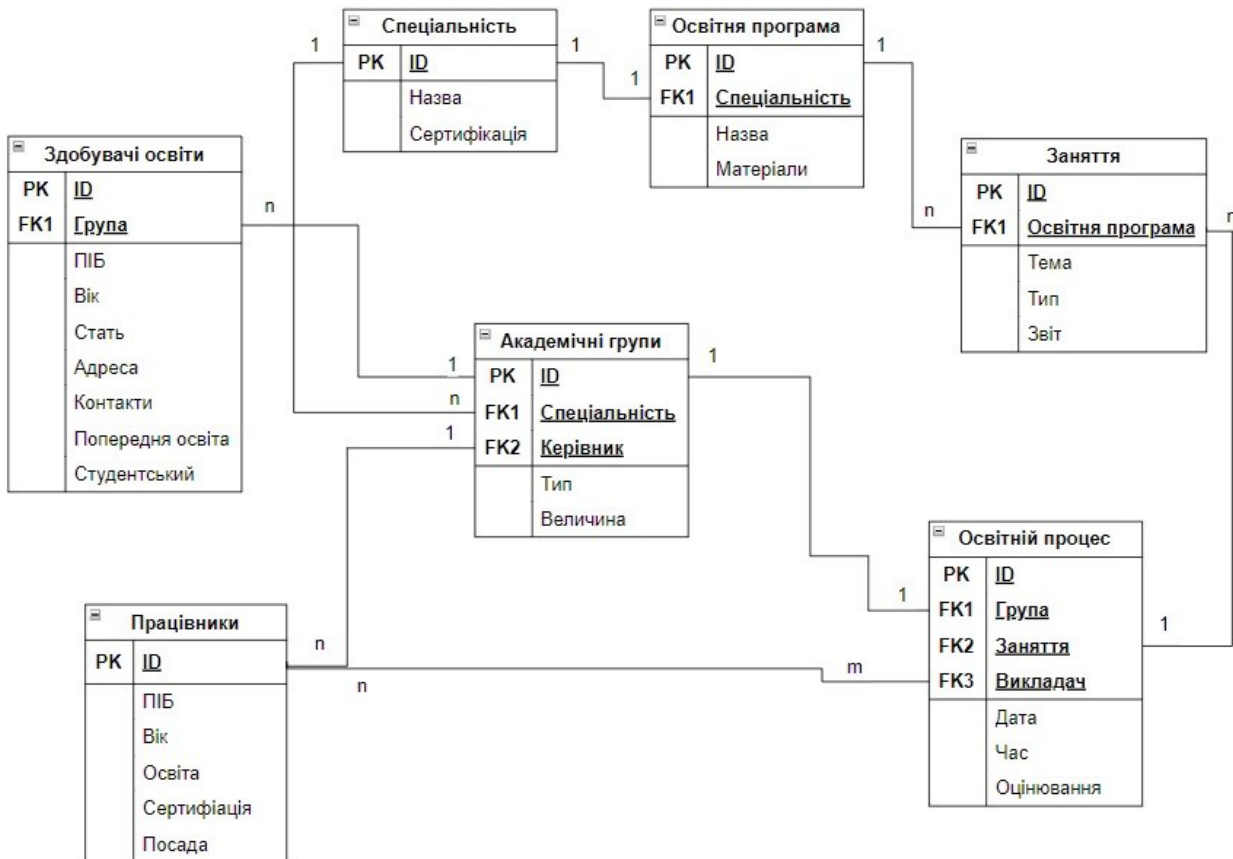 Спеціальність
PK ID
Назва
Сертифікація
Освітня програма
PK ID
FK1 Спеціальність
Назва
Матеріали
Здобувачі освіти
PK ID
FK1 Група
ПІБ
Вік
Стать
Адреса
Контакти
Попередня освіта
Студентський
Заняття
PK ID
FK1 Освітня програма
Тема
Тип
Звіт
Академічні групи
PK ID
FK1 Спеціальність
FK2 Керівник
Тип
Величина
Працівники
PK ID
ПІБ
Вік
Освіта
Сертифіація
Посада
Освітній процес
PK ID
FK1 Група
FK2 Заняття
FK3 Викладач
Дата
Час
Оцінювання
1
1
1
1
n
n
n
1
n
1
1
1
1
n
n
m